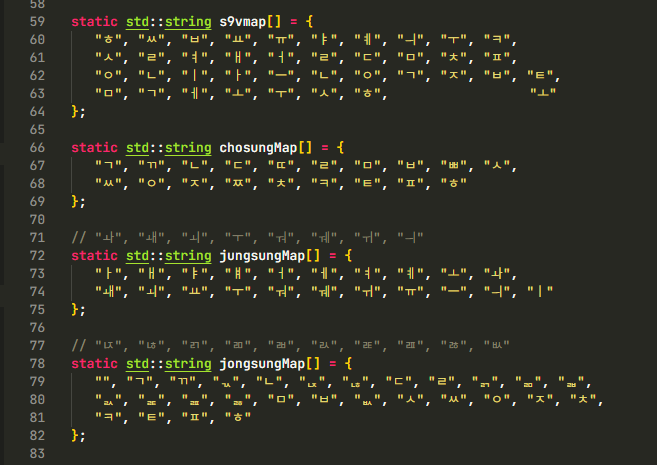 58
59 static std::string s9vmap[] = {
60 "ㅎ", "ㅆ", "ㅂ", "ㅛ", "ㅠ", "ㅑ", "ㅖ", "ㅢ", "ㅜ", "ㅋ",
61 "ㅅ", "ㄹ", "ㅕ", "ㅐ", "ㅓ", "ㄹ", "ㄷ", "ㅁ", "ㅊ", "ㅍ",
62 "ㅇ", "ㄴ", "ㅣ", "ㅏ", "ㅡ", "ㄴ", "ㅇ", "ㄱ", "ㅈ", "ㅂ", "ㅌ",
63 "ㅁ", "ㄱ", "ㅔ", "ㅗ", "ㅜ", "ㅅ", "ㅎ", "ㅗ"
64 };
65
66 static std::string chosungMap[] = {
67 "ㄱ", "ㄲ", "ㄴ", "ㄷ", "ㄸ", "ㄹ", "ㅁ", "ㅂ", "ㅃ", "ㅅ",
68 "ㅆ", "ㅇ", "ㅈ", "ㅉ", "ㅊ", "ㅋ", "ㅌ", "ㅍ", "ㅎ"
69 };
70
71 // "ㅘ", "ㅙ", "ㅚ", "ㅜ", "ㅝ", "ㅞ", "ㅟ", "ㅢ"
72 static std::string jungsungMap[] = {
73 "ㅏ", "ㅐ", "ㅑ", "ㅒ", "ㅓ", "ㅔ", "ㅕ", "ㅖ", "ㅗ", "ㅘ",
74 "ㅙ", "ㅚ", "ㅛ", "ㅜ", "ㅝ", "ㅞ", "ㅟ", "ㅠ", "ㅡ", "ㅢ", "ㅣ"
75 };
76
77 // "ㄵ", "ㄶ", "ㄺ", "ㄻ", "ㄼ", "ㄽ", "ㄾ", "ㄿ", "ㅀ", "ㅄ"
78 static std::string jongsungMap[] = {
79 "", "ㄱ", "ㄲ", "ㄳ", "ㄴ", "ㄵ", "ㄶ", "ㄷ", "ㄹ", "ㄺ", "ㄻ", "ㄼ",
80 "ㄽ", "ㄾ", "ㄿ", "ㅀ", "ㅁ", "ㅂ", "ㅄ", "ㅅ", "ㅆ", "ㅇ", "ㅈ", "ㅊ",
81 "ㅋ", "ㅌ", "ㅍ", "ㅎ"
82 };
83